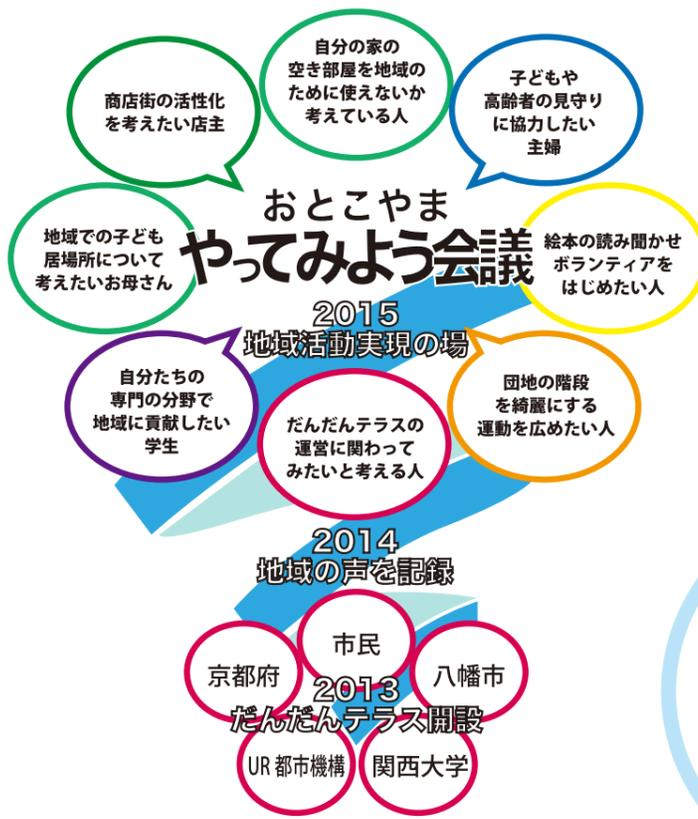 自分の家の
空き部屋を地域の
ために使えないか
考えている人
商店街の活性化
を考えたい店主
子どもや
高齢者の見守り
に協力したい
主婦
おとこやま
やってみよう会議
地域での子ども
居場所について
考えたいお母さん
絵本の読み聞かせ
ボランティアを
はじめたい人
2015
地域活動実現の場
自分たちの
専門の分野で
地域に貢献したい
学生
だんだんテラスの
運営に関わって
みたいと考える人
団地の階段
を綺麗にする
運動を広めたい人
2014
地域の声を記録
市民
京都府
八幡市
2013
だんだんテラス開設
UR 都市機構
関西大学